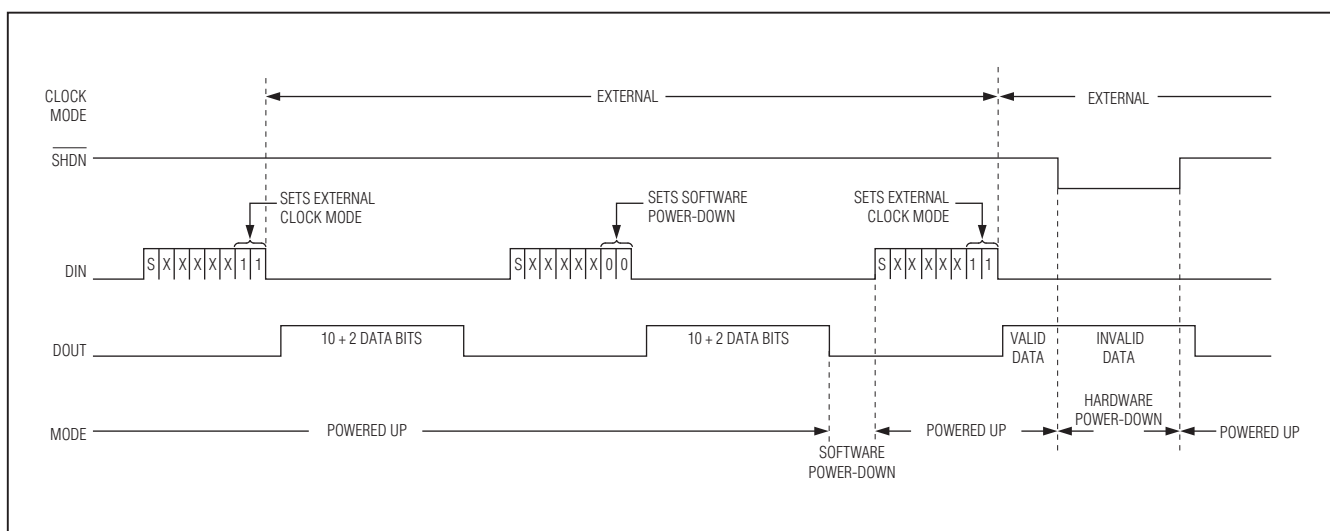 CLOCK
MODE
EXTERNAL
EXTERNAL
SHDN
SETS EXTERNAL
CLOCK MODE
SETS SOFTWARE
POWER-DOWN
SETS EXTERNAL
CLOCK MODE
DIN
S X X X X X 1 1
S X X X X X 0 0
S X X X X X 1 1
DOUT
10 + 2 DATA BITS
10 + 2 DATA BITS
VALID
DATA
INVALID
DATA
MODE
POWERED UP
SOFTWARE
POWER-DOWN
POWERED UP
HARDWARE
POWER-DOWN
POWERED UP